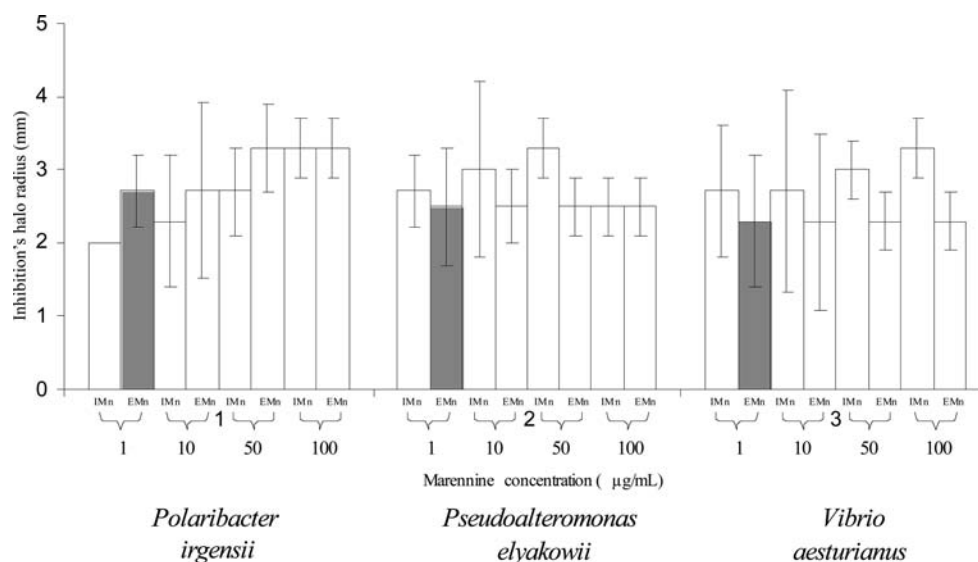 5
4
3
2
1
0
Inhibition's halo radius (mm)
IMn EMn IMn EMn IMn EMn IMn EMn IMn EMn IMn EMn IMn EMn IMn EMn IMn EMn IMn EMn IMn EMn IMn EMn
1 2 3
1 10 50 100 1 10 50 100 1 10 50 100
Marennine concentration ( µg/mL)
Polaribacter irgensii
Pseudoalteromonas elyakowii
Vibrio aesturianus